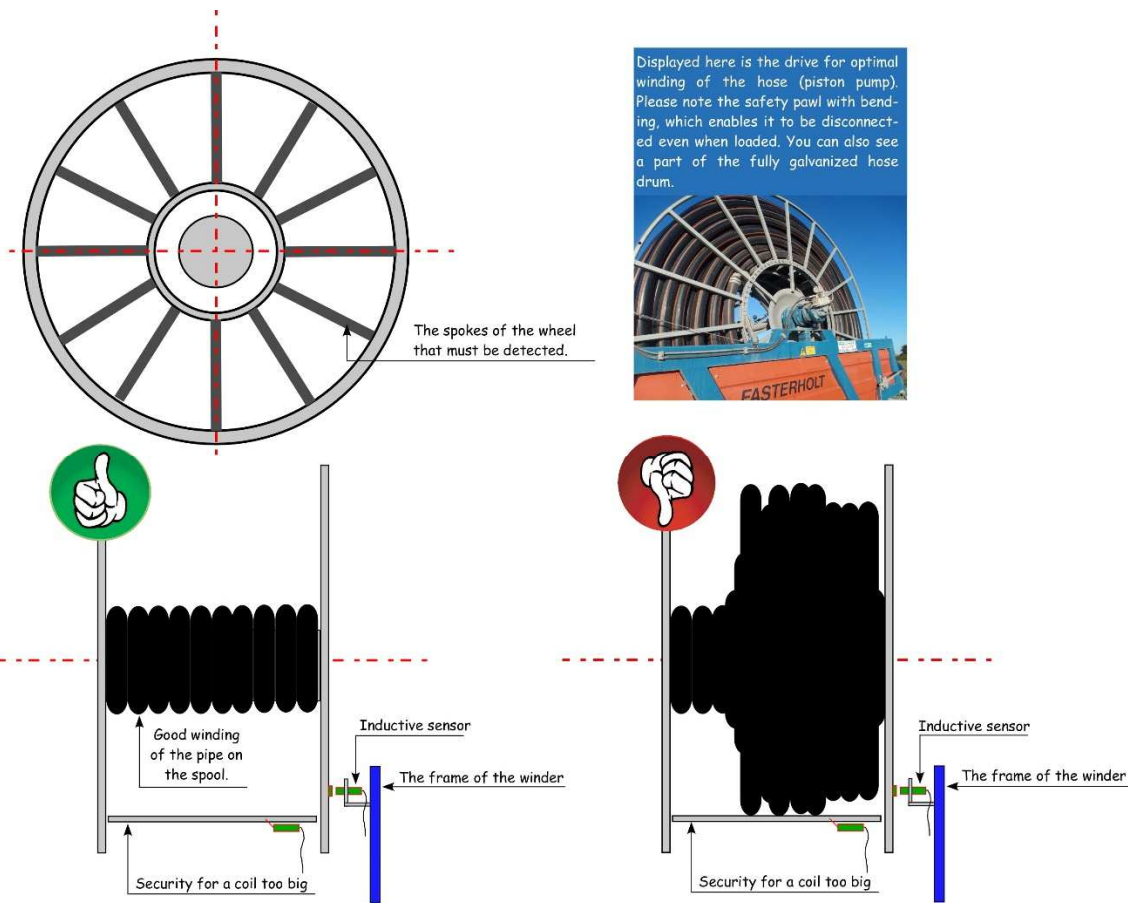 Displayed here is the drive for optimal
winding of the hose (piston pump).
Please note the safety pawl with bend-
ing, which enables it to be disconnect-
ed even when loaded. You can also see
a part of the fully galvanized hose
drum.
FASTERHOLT
The spokes of the wheel
that must be detected.
Good winding
of the pipe on
the spool.
Inductive sensor
The frame of the winder
Security for a coil too big
Inductive sensor
The frame of the winder
Security for a coil too big